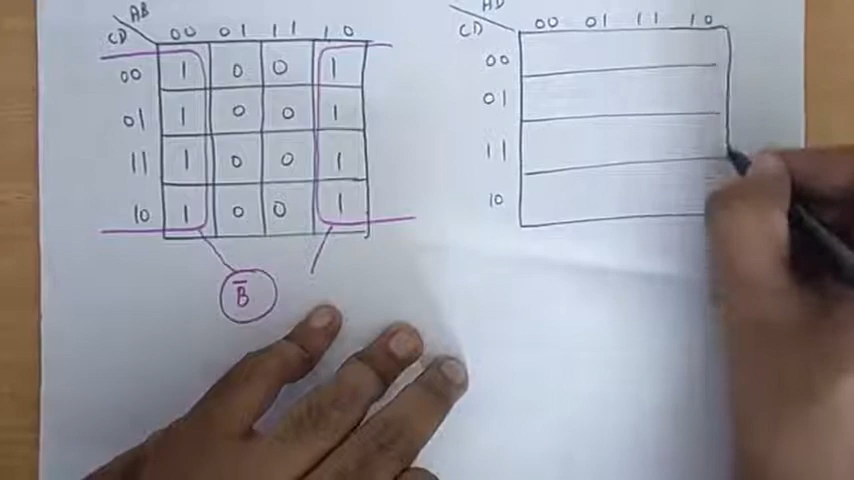 AB
CD 00 01 11 10
00 1 0 0 1
01 1 0 0 1
11 1 0 0 1
10 1 0 0 1
B̅
AB
CD 00 01 11 10
00
01
11
10